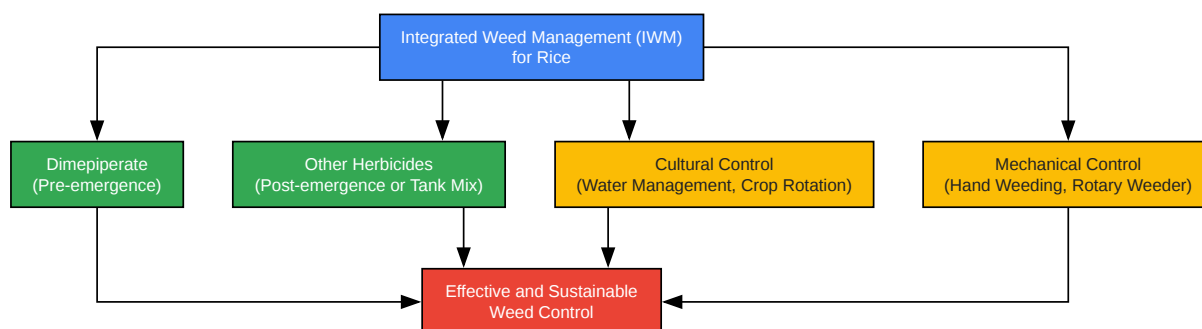 Integrated Weed Management (IWM)
for Rice
Dimepiperate
(Pre-emergence)
Other Herbicides
(Post-emergence or Tank Mix)
Cultural Control
(Water Management, Crop Rotation)
Mechanical Control
(Hand Weeding, Rotary Weeder)
Effective and Sustainable
Weed Control